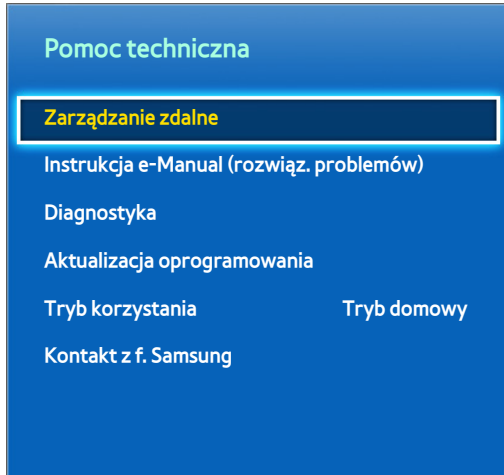 Pomoc techniczna
Zarządzanie zdalne
Instrukcja e-Manual (rozwiąz. problemów)
Diagnostyka
Aktualizacja oprogramowania
Tryb korzystania Tryb domowy
Kontakt z f. Samsung